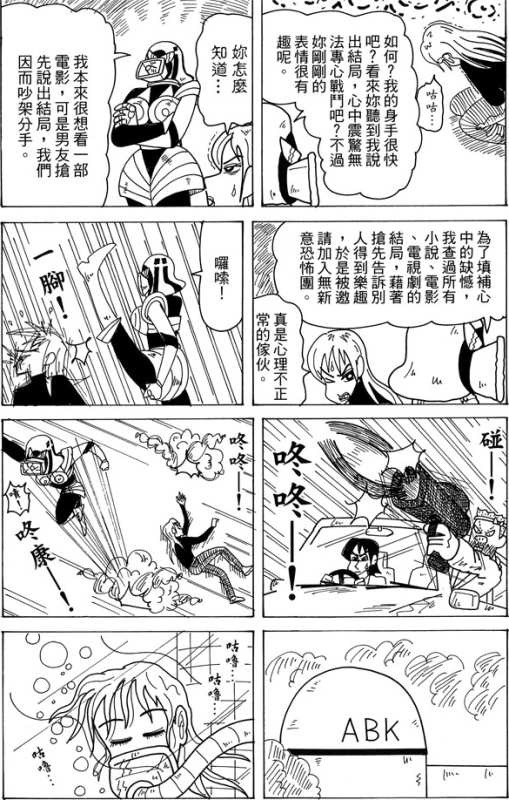 咕咕…
如何？我的身手很快
吧？看來妳聽到我說
出結局，心中震驚無
法專心戰鬥吧？不過
妳剛剛的
表情很有
趣呢。
妳怎麼
知道…
我本來很想看一部
電影，可是男友搶
先說出結局，我們
因而吵架分手。
為了填補心
中的缺憾，
我查過所有
小說、電影
、電視劇的
結局，藉著
搶先告訴別
人得到樂趣
，於是被邀
請加入無新
意恐怖團。
真是心理不正
常的傢伙。
囉嗦！
一腳！
碰─！
咚咚─！
咚咚─！
咚康─！
ABK
咕嚕…
咕嚕…
咕嚕…